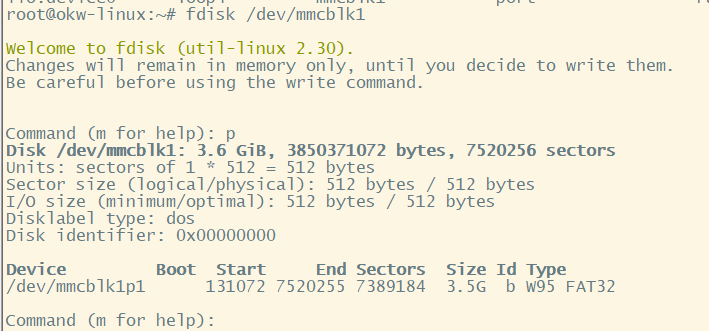 root@okw-linux:~# fdisk /dev/mmcblk1
Welcome to fdisk (util-linux 2.30).
Changes will remain in memory only, until you decide to write them.
Be careful before using the write command.
Command (m for help): p
Disk /dev/mmcblk1: 3.6 GiB, 3850371072 bytes, 7520256 sectors
Units: sectors of 1 * 512 = 512 bytes
Sector size (logical/physical): 512 bytes / 512 bytes
I/O size (minimum/optimal): 512 bytes / 512 bytes
Disklabel type: dos
Disk identifier: 0x00000000
Device Boot Start End Sectors Size Id Type
/dev/mmcblk1p1 131072 7520255 7389184 3.5G b W95 FAT32
Command (m for help):